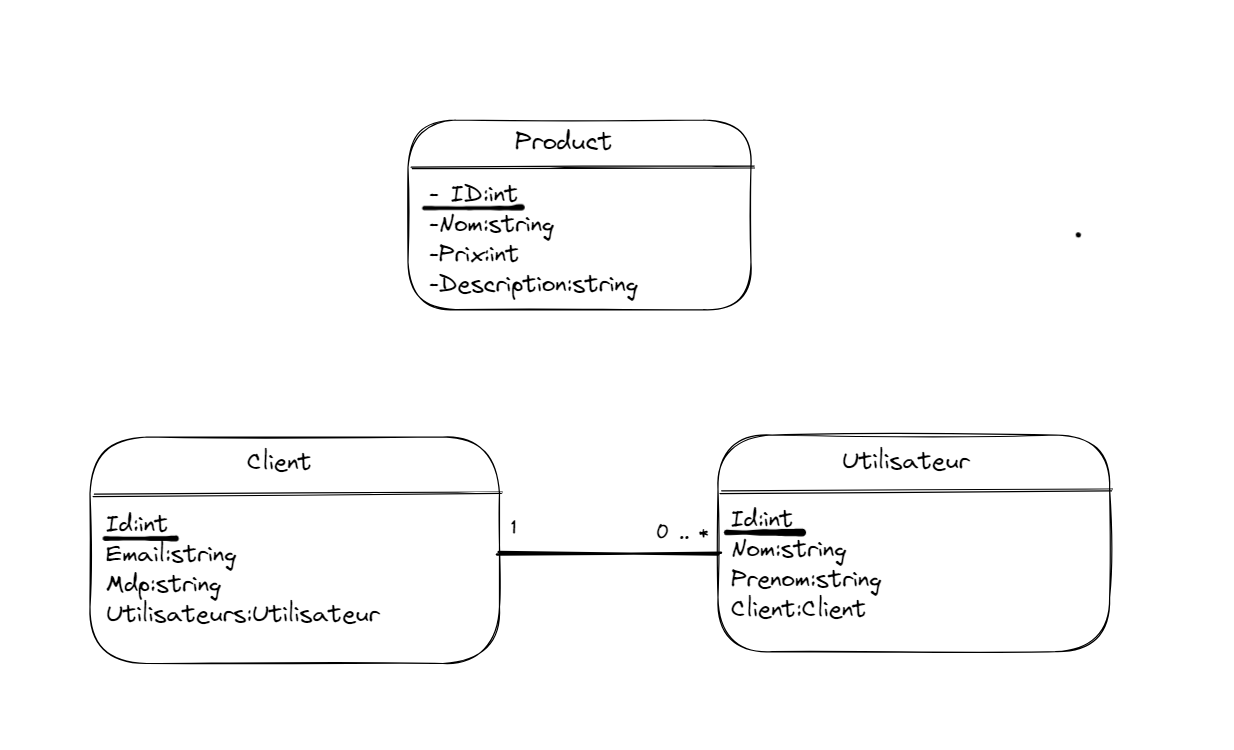 Product
- ID:int
-Nom:string
-Prix:int
-Description:string
Client
Id:int
Email:string
Mdp:string
Utilisateurs:Utilisateur
1
0 .. *
Utilisateur
Id:int
Nom:string
Prenom:string
Client:Client